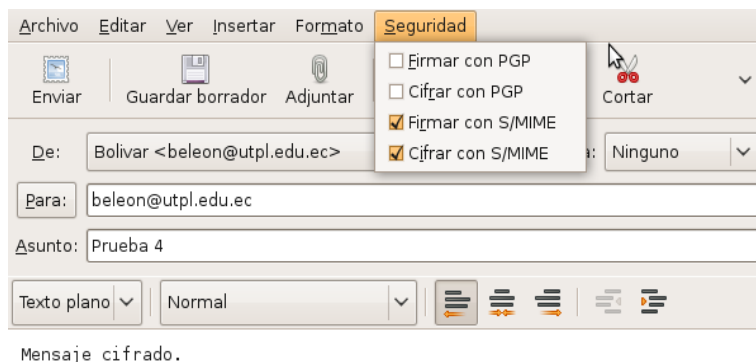 Archivo Editar Ver Insertar Formato Seguridad
Firmar con PGP
Cifrar con PGP
Firmar con S/MIME
Cifrar con S/MIME
Enviar Guardar borrador Adjuntar Cortar
De: Bolivar <beleon@utpl.edu.ec> a: Ninguno
Para: beleon@utpl.edu.ec
Asunto: Prueba 4
Texto plano Normal
Mensaje cifrado.